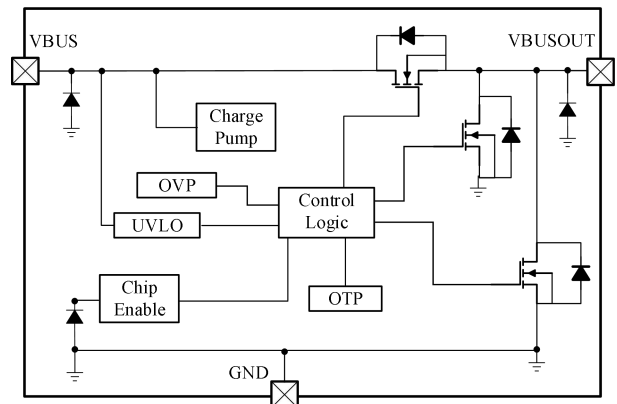 VBUS
VBUSOUT
Charge
Pump
OVP
Control
Logic
UVLO
Chip
Enable
OTP
GND